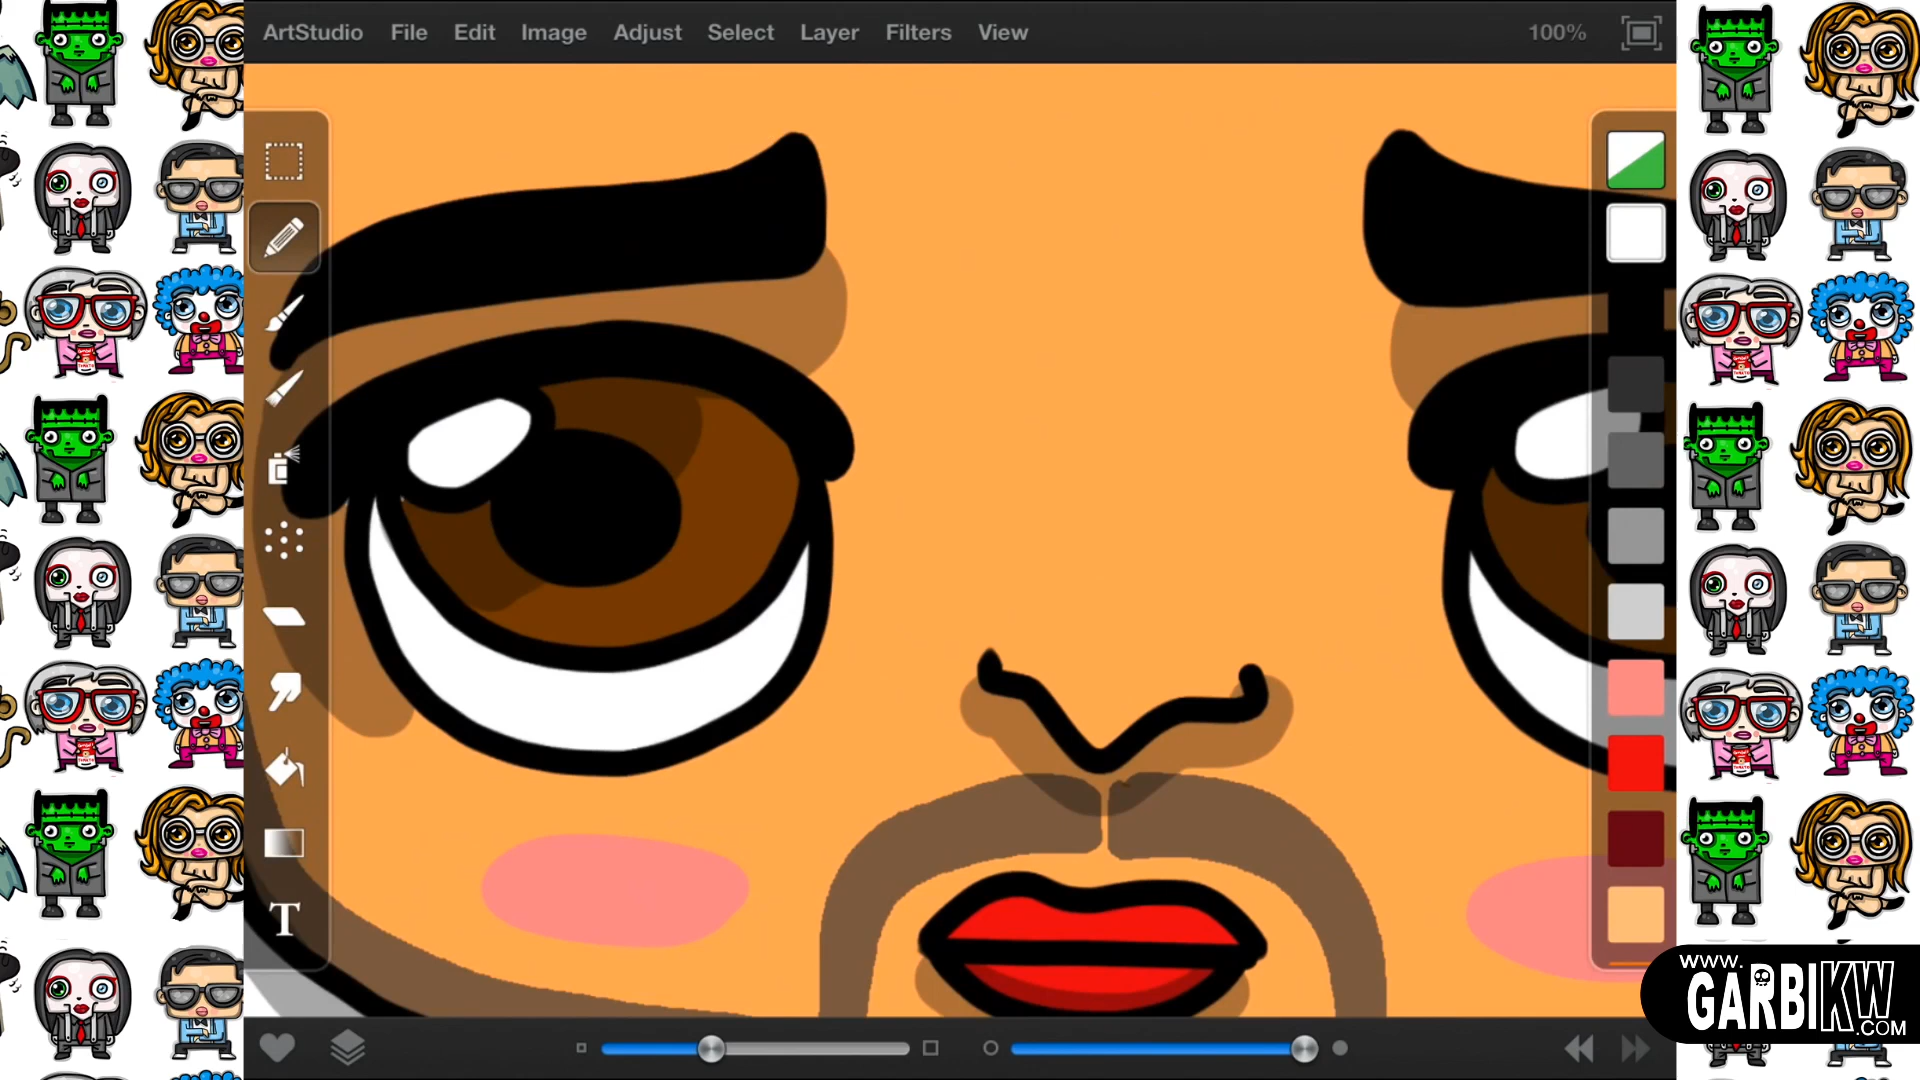 ArtStudio File Edit Image Adjust Select Layer Filters View 100%
T
www.
GARBIKW
.COM